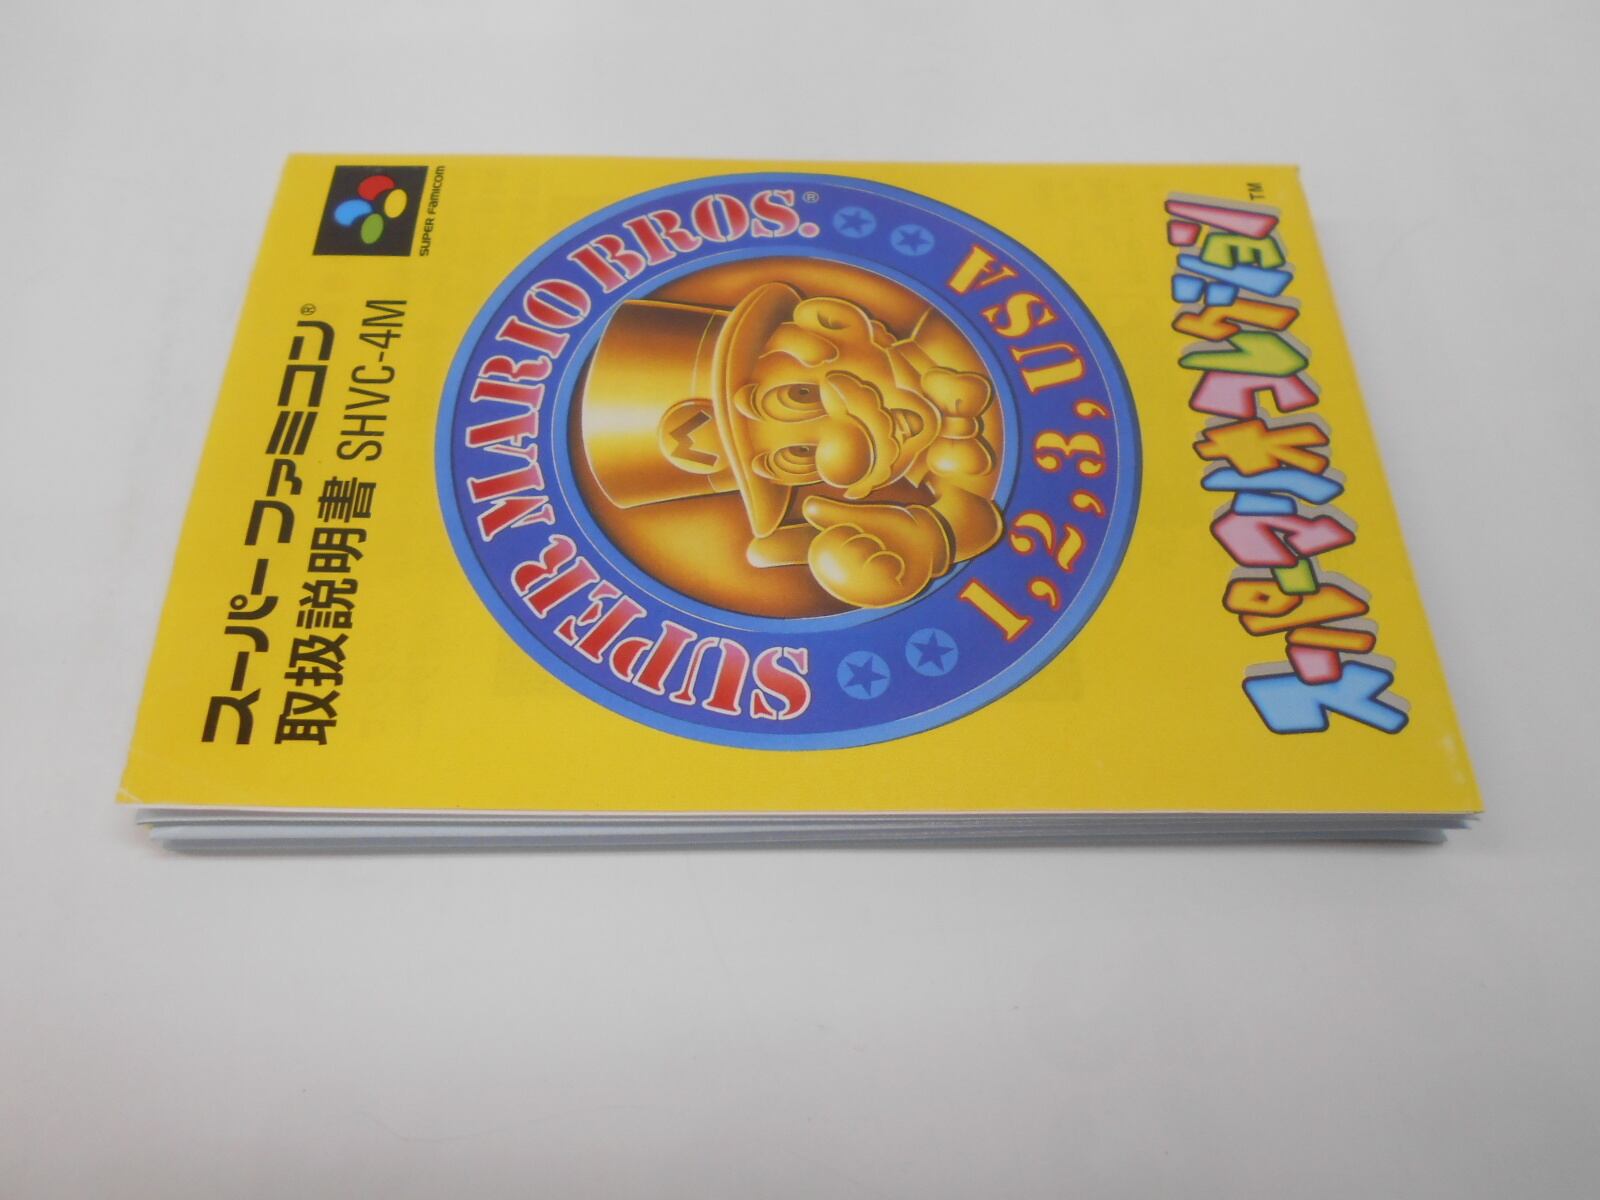 スーパーファミコン®
取扱説明書 SHVC-4M
SUPER FAMICOM
SUPER MARIO BROS.®
M
1,2,3,USA
スーパーマリオコレクション™